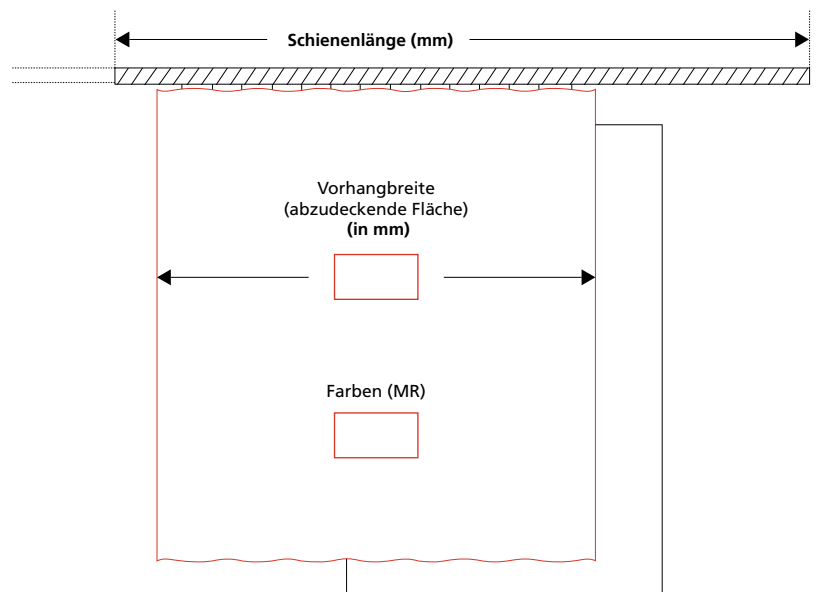 Schienenlänge (mm)
Vorhangbreite
(abzudeckende Fläche)
(in mm)
Farben (MR)